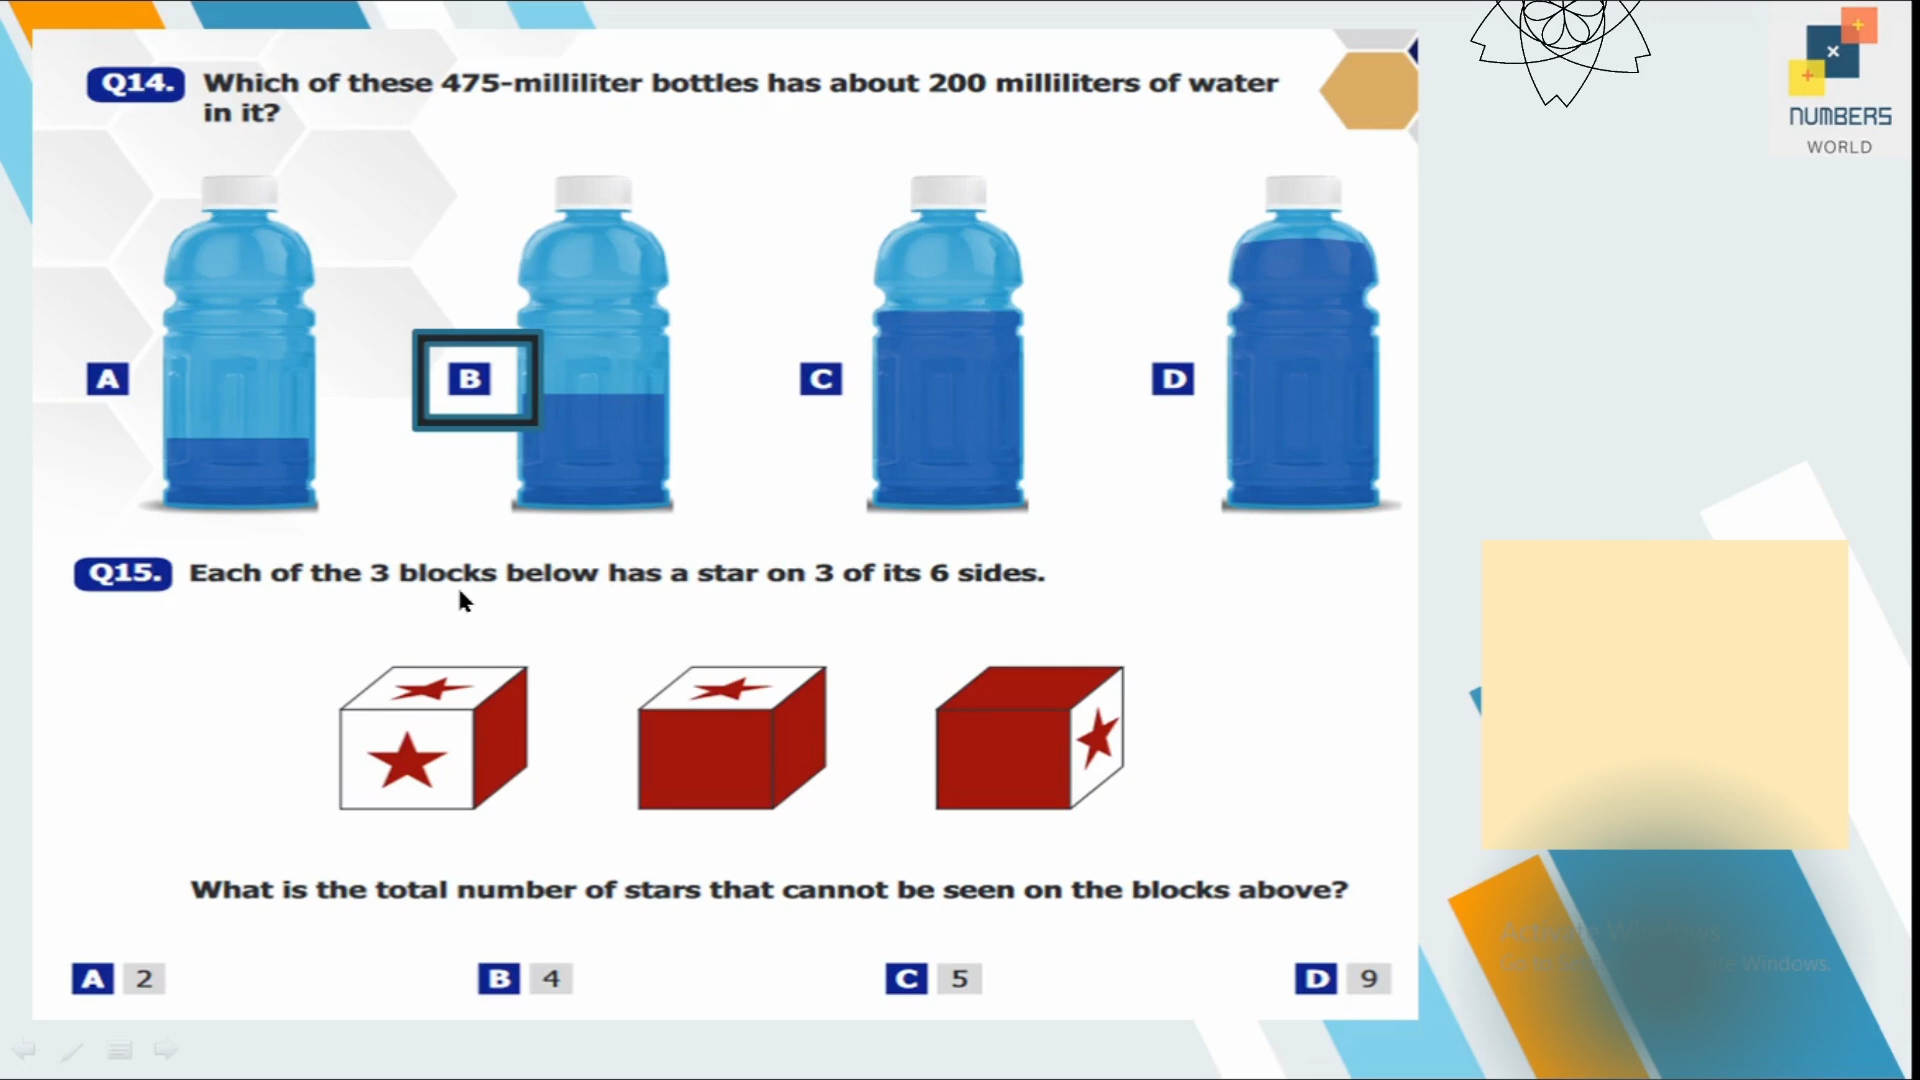 Q14. Which of these 475-milliliter bottles has about 200 milliliters of water
in it?
NUMBERS
WORLD
A
B
C
D
Q15. Each of the 3 blocks below has a star on 3 of its 6 sides.
What is the total number of stars that cannot be seen on the blocks above?
Activate Windows
A 2
B 4
C 5
D 9